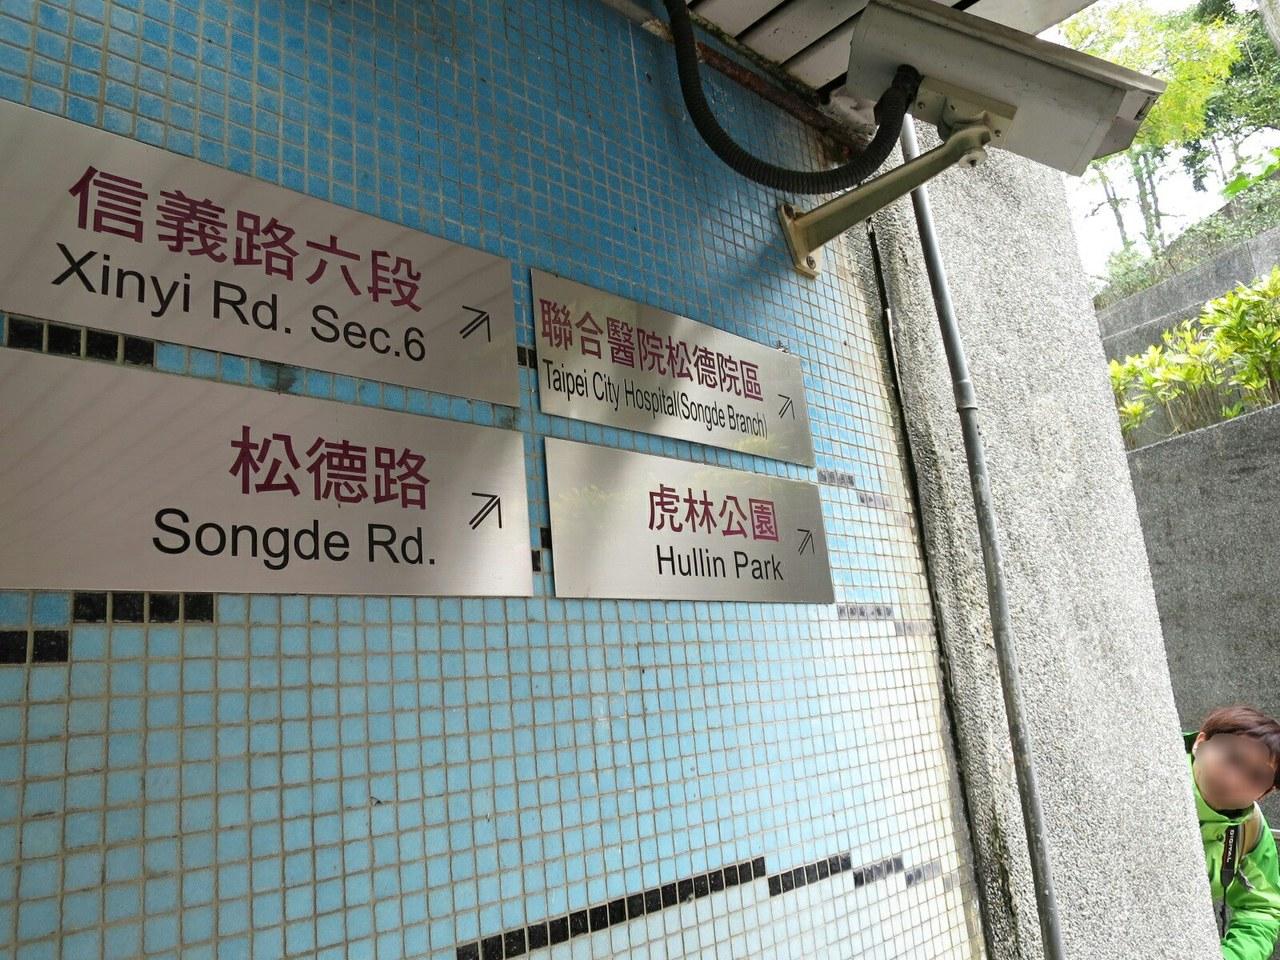 信義路六段
Xinyi Rd. Sec.6
松德路
Songde Rd.
聯合醫院松德院區
Taipei City Hospital(Songde Branch)
虎林公園
Hullin Park
DIGITAL